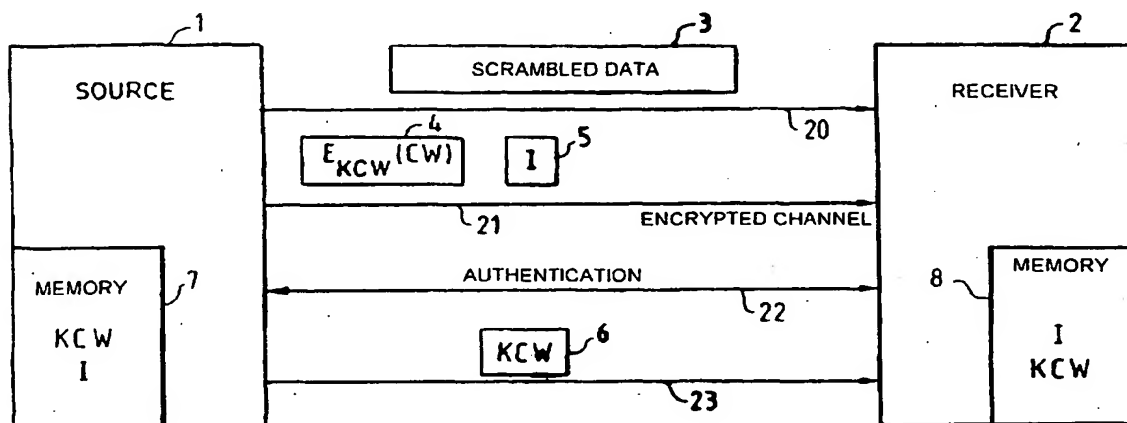 1
3
2
SCRAMBLED DATA
SOURCE
RECEIVER
20
4
5
E KCW (CW)
I
21
ENCRYPTED CHANNEL
MEMORY
7
AUTHENTICATION
8
MEMORY
22
KCW
I
KCW
6
I
KCW
23